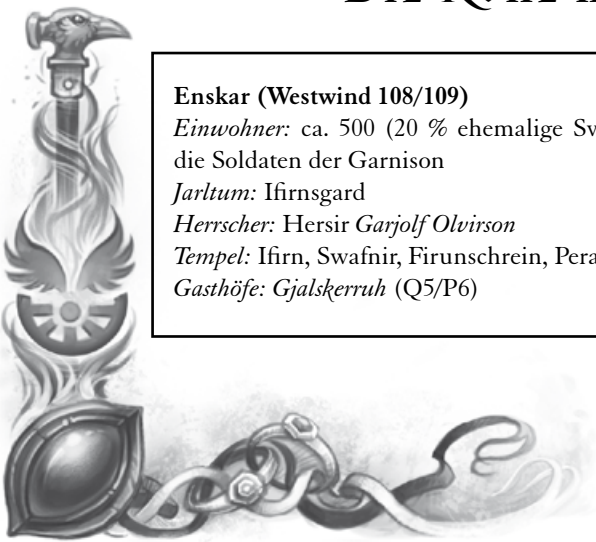 Enskar (Westwind 108/109)
Einwohner: ca. 500 (20 % ehemalige
die Soldaten der Garnison
Jarltum: Ifirnsgard
Herrscher: Hersir Garjolf Olvirson
Tempel: Ifirn, Swafnir, Firunschrein,
Gasthöfe: Gjalskerruh (Q5/P6)